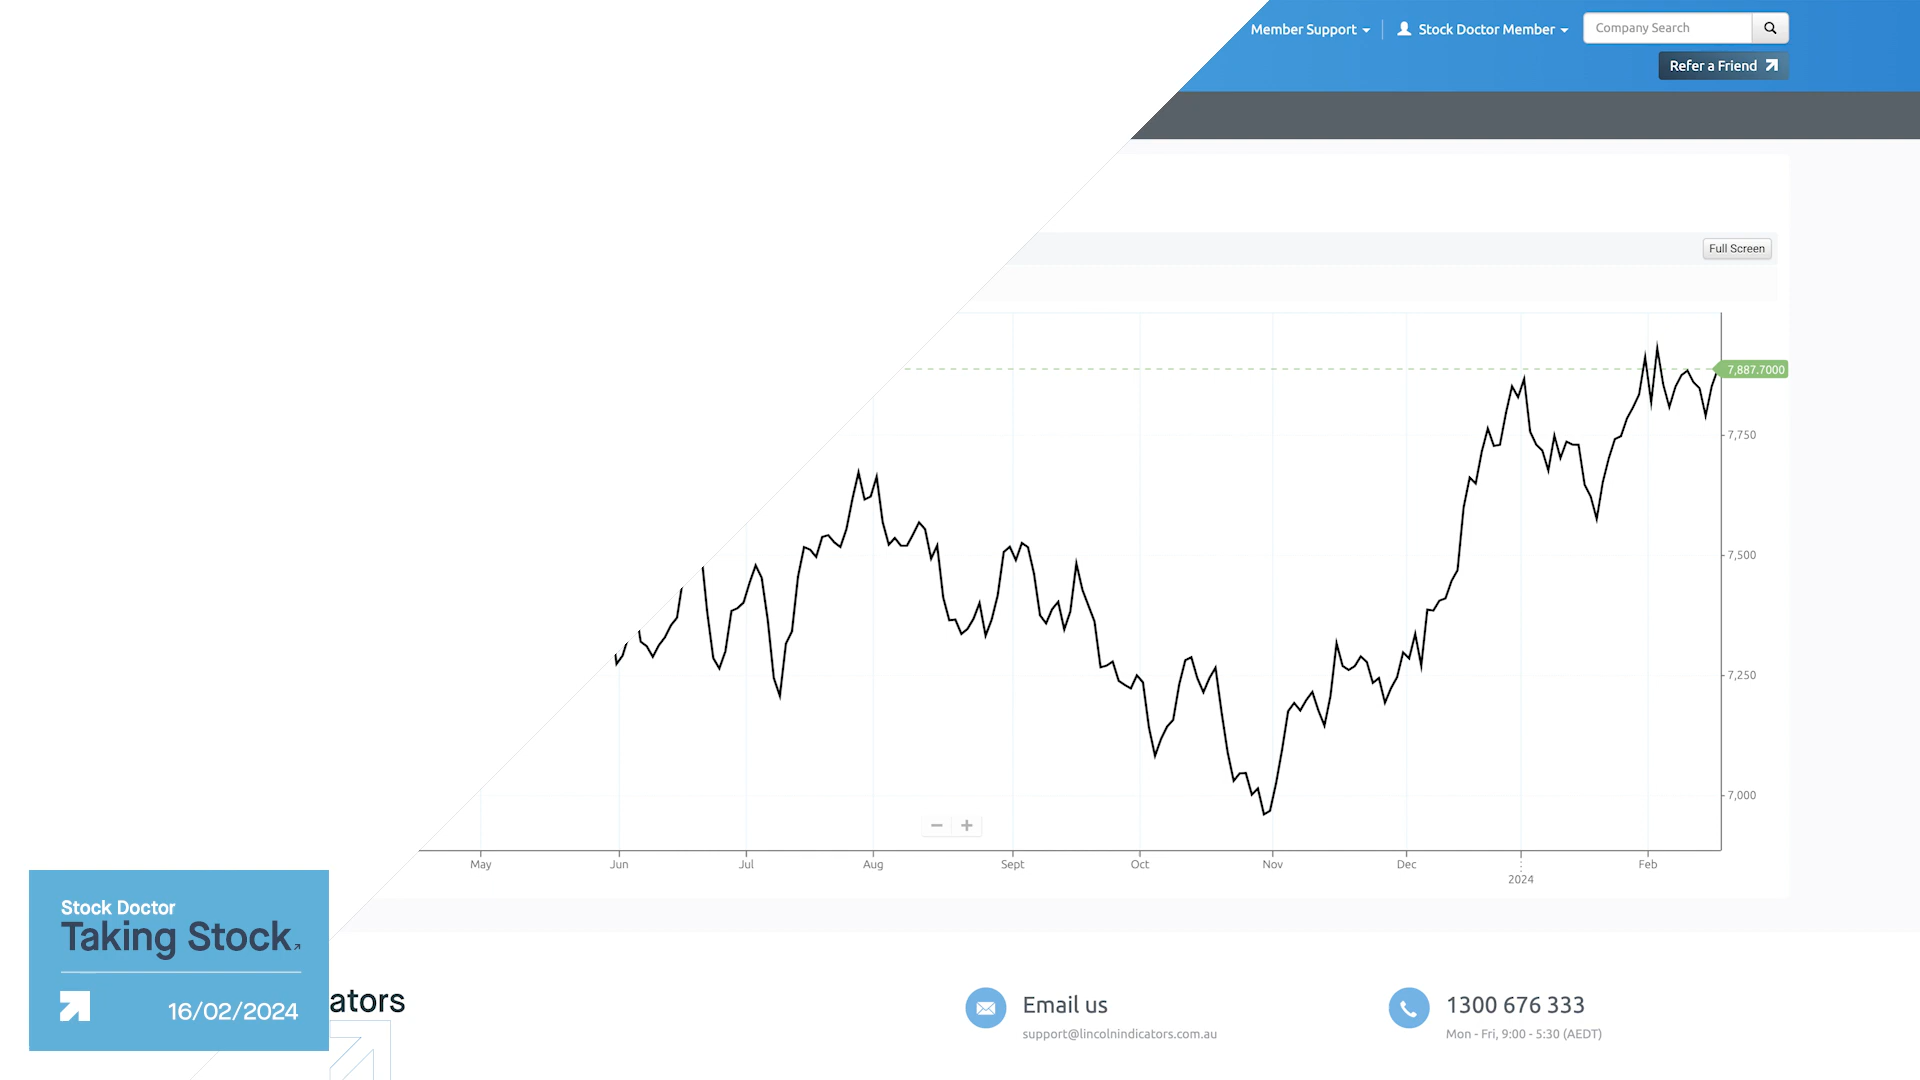 Member Support
Stock Doctor Member
Company Search
Refer a Friend
Full Screen
7,887.7000
7,750
7,500
7,250
7,000
May
Jun
Jul
Aug
Sept
Oct
Nov
Dec
Feb
2024
Stock Doctor
Taking Stock.
16/02/2024
ators
Email us
support@lincolnindicators.com.au
1300 676 333
Mon - Fri, 9:00 - 5:30 (AEDT)